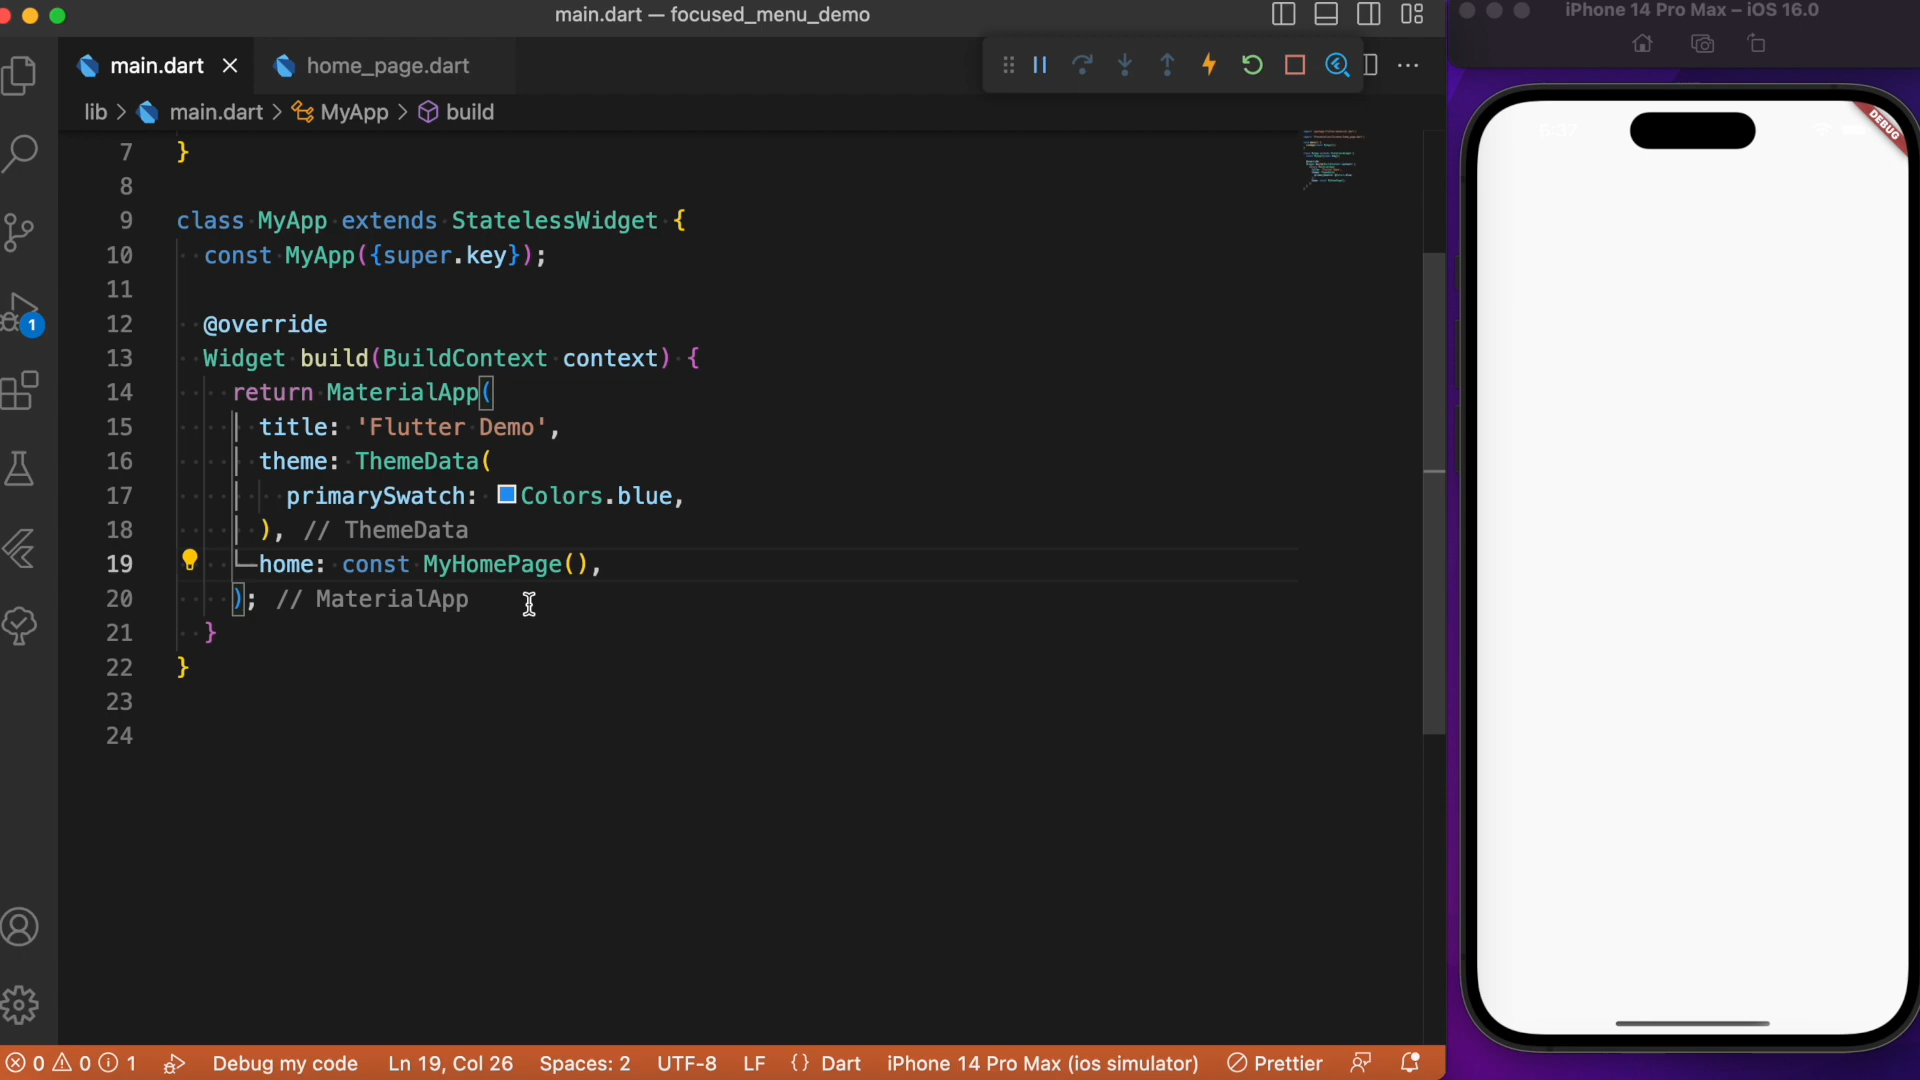 main.dart — focused_menu_demo
iPhone 14 Pro Max – iOS 16.0
main.dart
home_page.dart
lib > main.dart > MyApp > build
DEBUG
7 }
8
9 class MyApp extends StatelessWidget {
10 const MyApp({super.key});
11
12 @override
13 Widget build(BuildContext context) {
14 return MaterialApp(
15 title: 'Flutter Demo',
16 theme: ThemeData(
17 primarySwatch: Colors.blue,
18 ), // ThemeData
19 home: const MyHomePage(),
20 ); // MaterialApp
21 }
22 }
23
24
1
0 0 1 Debug my code Ln 19, Col 26 Spaces: 2 UTF-8 LF {} Dart iPhone 14 Pro Max (ios simulator) Prettier